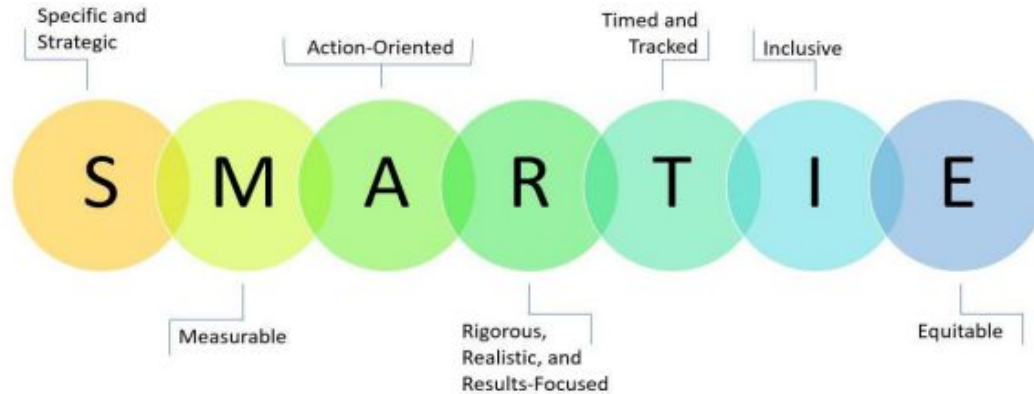 Specific and
Strategic
Action-Oriented
Timed and
Tracked
Inclusive
S M A R T I E
Measurable
Rigorous,
Realistic, and
Results-Focused
Equitable